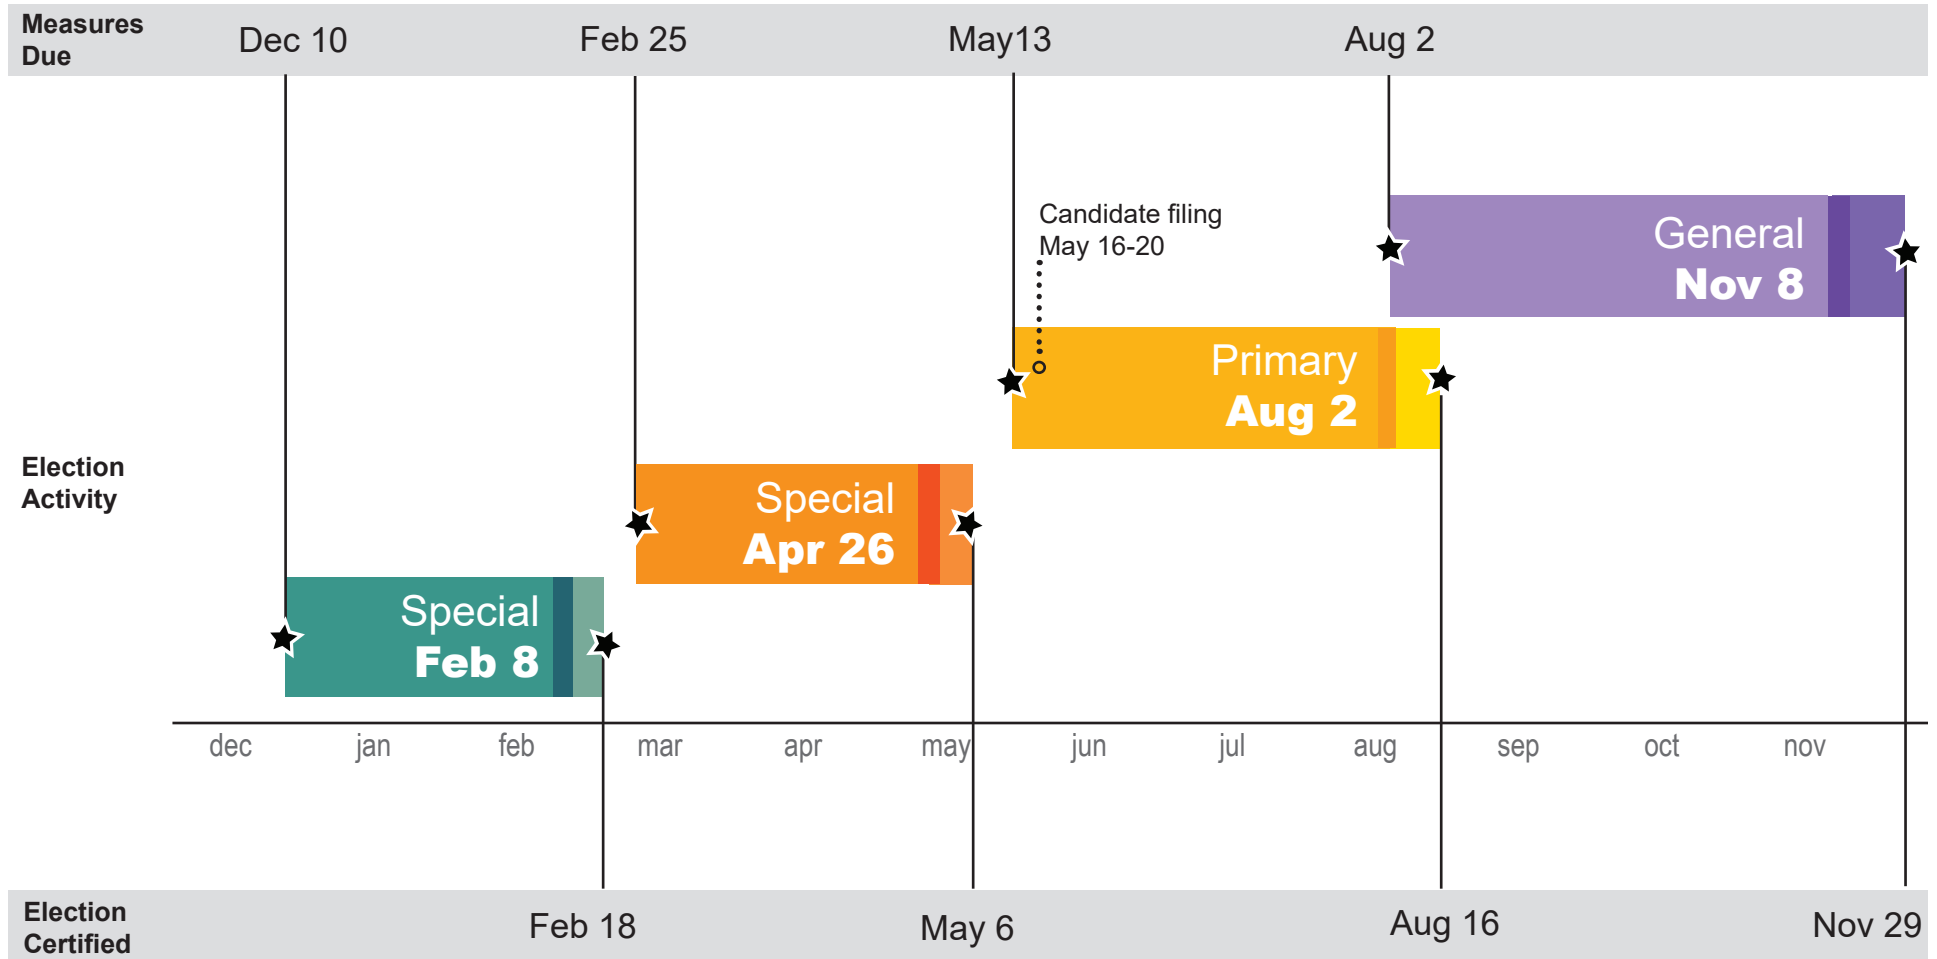 Measures
Due
Dec 10
Feb 25
May13
Aug 2
Candidate filing
May 16-20
General
Nov 8
Primary
Aug 2
Election
Activity
Special
Apr 26
Special
Feb 8
dec
jan
feb
mar
apr
may
jun
jul
aug
sep
oct
nov
Election
Certified
Feb 18
May 6
Aug 16
Nov 29